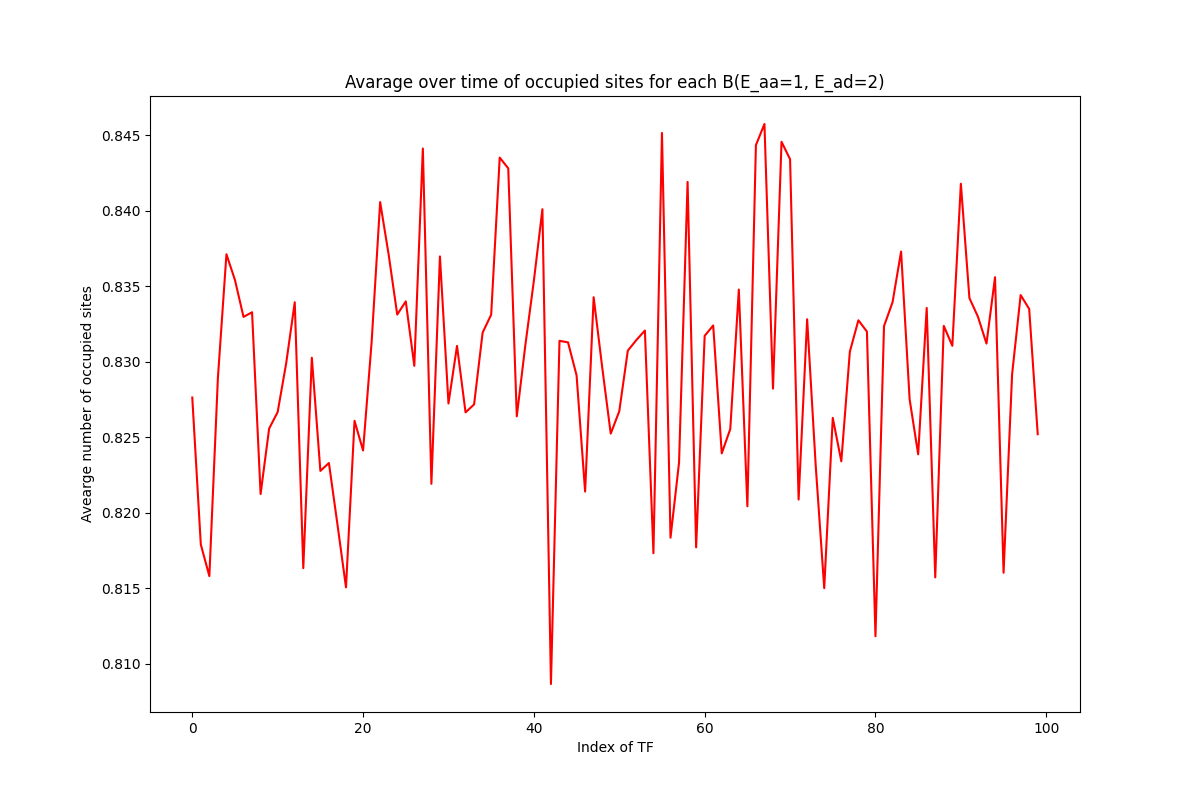 Avarage over time of occupied sites for each B(E_aa=1, E_ad=2)
Avearge number of occupied sites
0.845
0.840
0.835
0.830
0.825
0.820
0.815
0.810
0 20 40 60 80 100
Index of TF